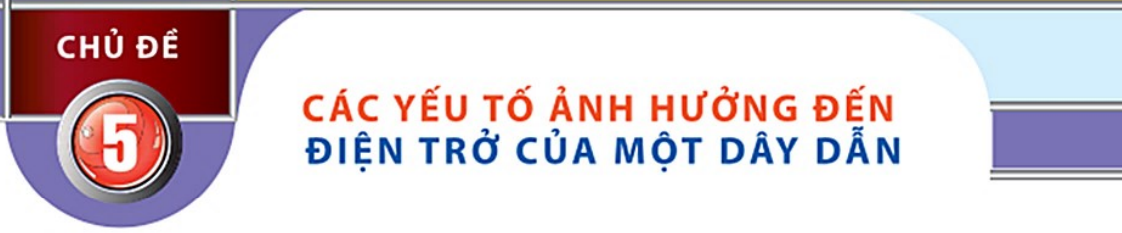 CHỦ ĐỀ
5
CÁC YẾU TỐ ẢNH HƯỞNG ĐẾN
ĐIỆN TRỞ CỦA MỘT DÂY DẪN